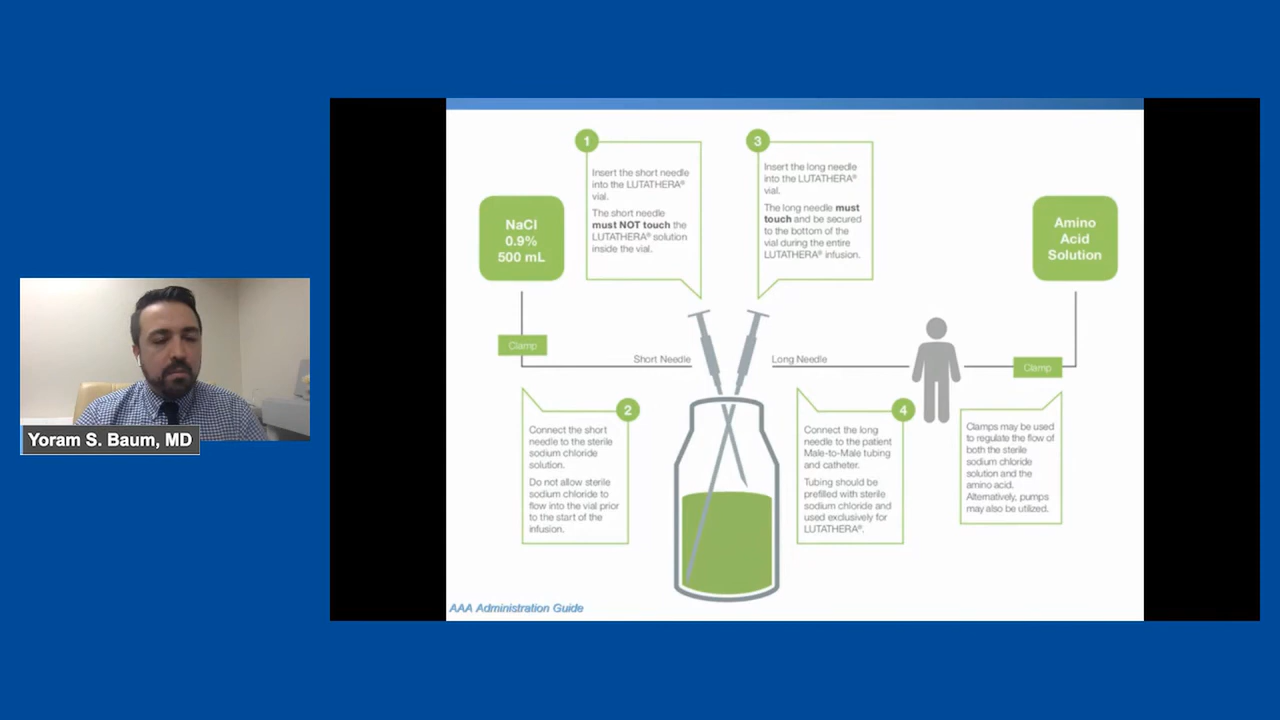 1
Insert the short needle
into the LUTATHERA®
vial.
The short needle
must NOT touch the
LUTATHERA® solution
inside the vial.
3
Insert the long needle
into the LUTATHERA®
vial.
The long needle must
touch and be secured
to the bottom of the
vial during the entire
LUTATHERA® infusion.
NaCl
0.9%
500 mL
Amino
Acid
Solution
Clamp
Short Needle
Long Needle
Clamp
2
Connect the short
needle to the sterile
sodium chloride
solution.
Do not allow sterile
sodium chloride to
flow into the vial prior
to the start of the
infusion.
4
Connect the long
needle to the patient
Male-to-Male tubing
and catheter.
Tubing should be
prefilled with sterile
sodium chloride and
used exclusively for
LUTATHERA®.
Clamps may be used
to regulate the flow of
both the sterile
sodium chloride
solution and the
amino acid.
Alternatively, pumps
may also be utilized.
Yoram S. Baum, MD
AAA Administration Guide